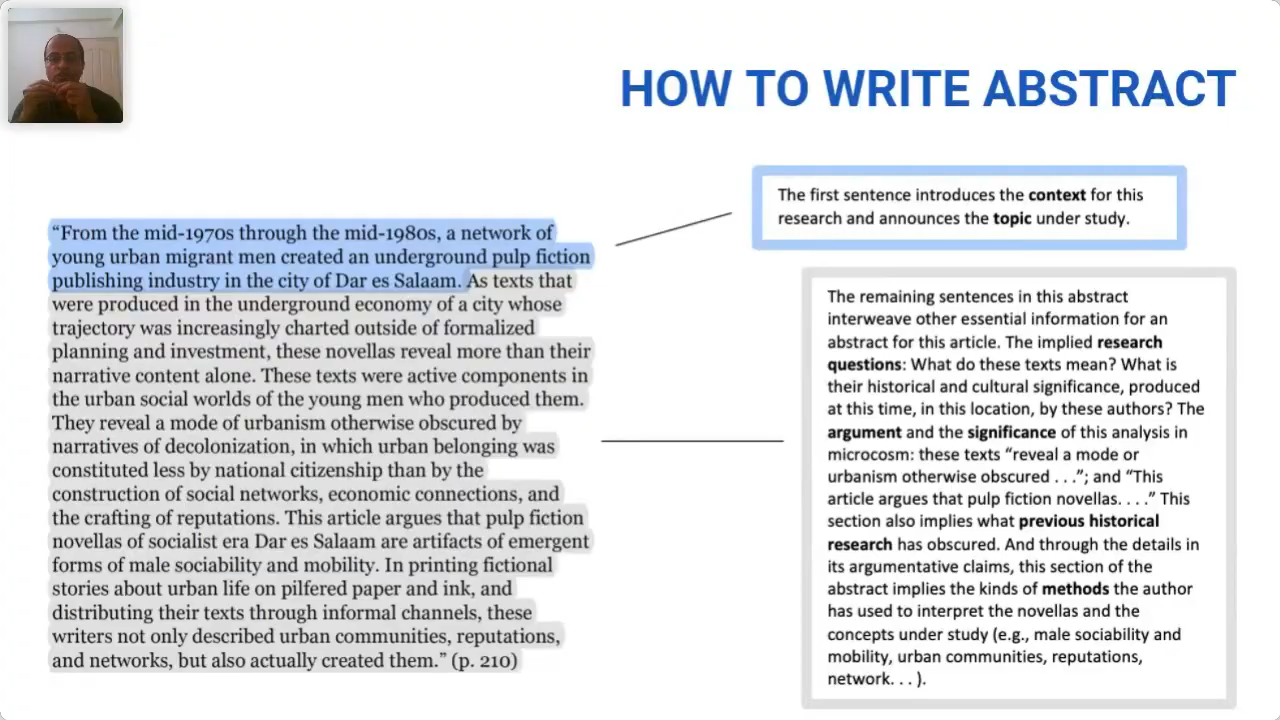 HOW TO WRITE ABSTRACT
“From the mid-1970s through the mid-1980s, a network of
young urban migrant men created an underground pulp fiction
publishing industry in the city of Dar es Salaam. As texts that
were produced in the underground economy of a city whose
trajectory was increasingly charted outside of formalized
planning and investment, these novellas reveal more than their
narrative content alone. These texts were active components in
the urban social worlds of the young men who produced them.
They reveal a mode of urbanism otherwise obscured by
narratives of decolonization, in which urban belonging was
constituted less by national citizenship than by the
construction of social networks, economic connections, and
the crafting of reputations. This article argues that pulp fiction
novellas of socialist era Dar es Salaam are artifacts of emergent
forms of male sociability and mobility. In printing fictional
stories about urban life on pilfered paper and ink, and
distributing their texts through informal channels, these
writers not only described urban communities, reputations,
and networks, but also actually created them.” (p. 210)
The first sentence introduces the context for this
research and announces the topic under study.
The remaining sentences in this abstract
interweave other essential information for an
abstract for this article. The implied research
questions: What do these texts mean? What is
their historical and cultural significance, produced
at this time, in this location, by these authors? The
argument and the significance of this analysis in
microcosm: these texts “reveal a mode or
urbanism otherwise obscured . . .”; and “This
article argues that pulp fiction novellas. . . .” This
section also implies what previous historical
research has obscured. And through the details in
its argumentative claims, this section of the
abstract implies the kinds of methods the author
has used to interpret the novellas and the
concepts under study (e.g., male sociability and
mobility, urban communities, reputations,
network. . . ).